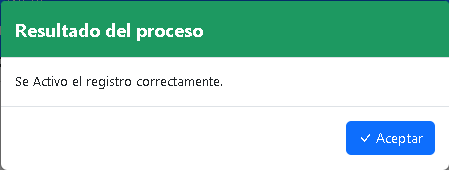 Resultado del proceso
Se Activo el registro correctamente.
Aceptar